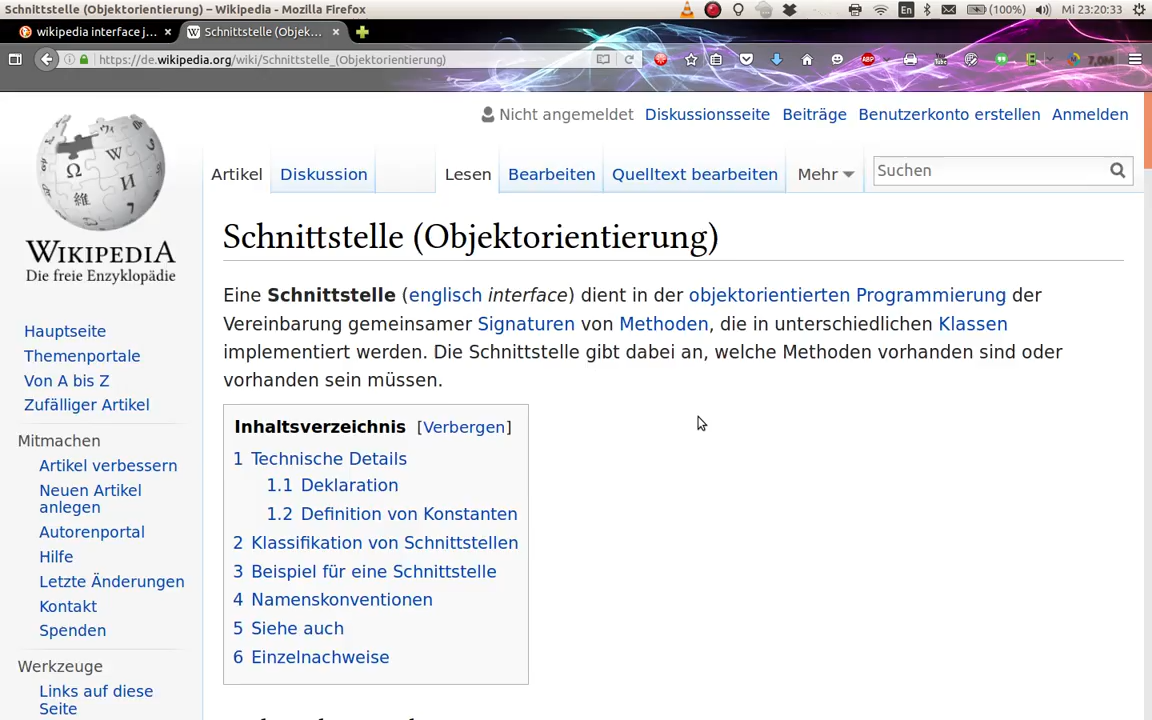 Schnittstelle (Objektorientierung) – Wikipedia - Mozilla Firefox
En
(100%)
Mi 23:20:33
wikipedia interface j...
W Schnittstelle (Objek...
https://de.wikipedia.org/wiki/Schnittstelle_(Objektorientierung)
ABP
You
7,0M
Nicht angemeldet Diskussionsseite Beiträge Benutzerkonto erstellen Anmelden
Artikel Diskussion Lesen Bearbeiten Quelltext bearbeiten Mehr
Suchen
WIKIPEDIA
Die freie Enzyklopädie
Hauptseite
Themenportale
Von A bis Z
Zufälliger Artikel
Mitmachen
Artikel verbessern
Neuen Artikel
anlegen
Autorenportal
Hilfe
Letzte Änderungen
Kontakt
Spenden
Werkzeuge
Links auf diese
Seite
Schnittstelle (Objektorientierung)
Eine Schnittstelle (englisch interface) dient in der objektorientierten Programmierung der
Vereinbarung gemeinsamer Signaturen von Methoden, die in unterschiedlichen Klassen
implementiert werden. Die Schnittstelle gibt dabei an, welche Methoden vorhanden sind oder
vorhanden sein müssen.
Inhaltsverzeichnis [Verbergen]
1 Technische Details
1.1 Deklaration
1.2 Definition von Konstanten
2 Klassifikation von Schnittstellen
3 Beispiel für eine Schnittstelle
4 Namenskonventionen
5 Siehe auch
6 Einzelnachweise